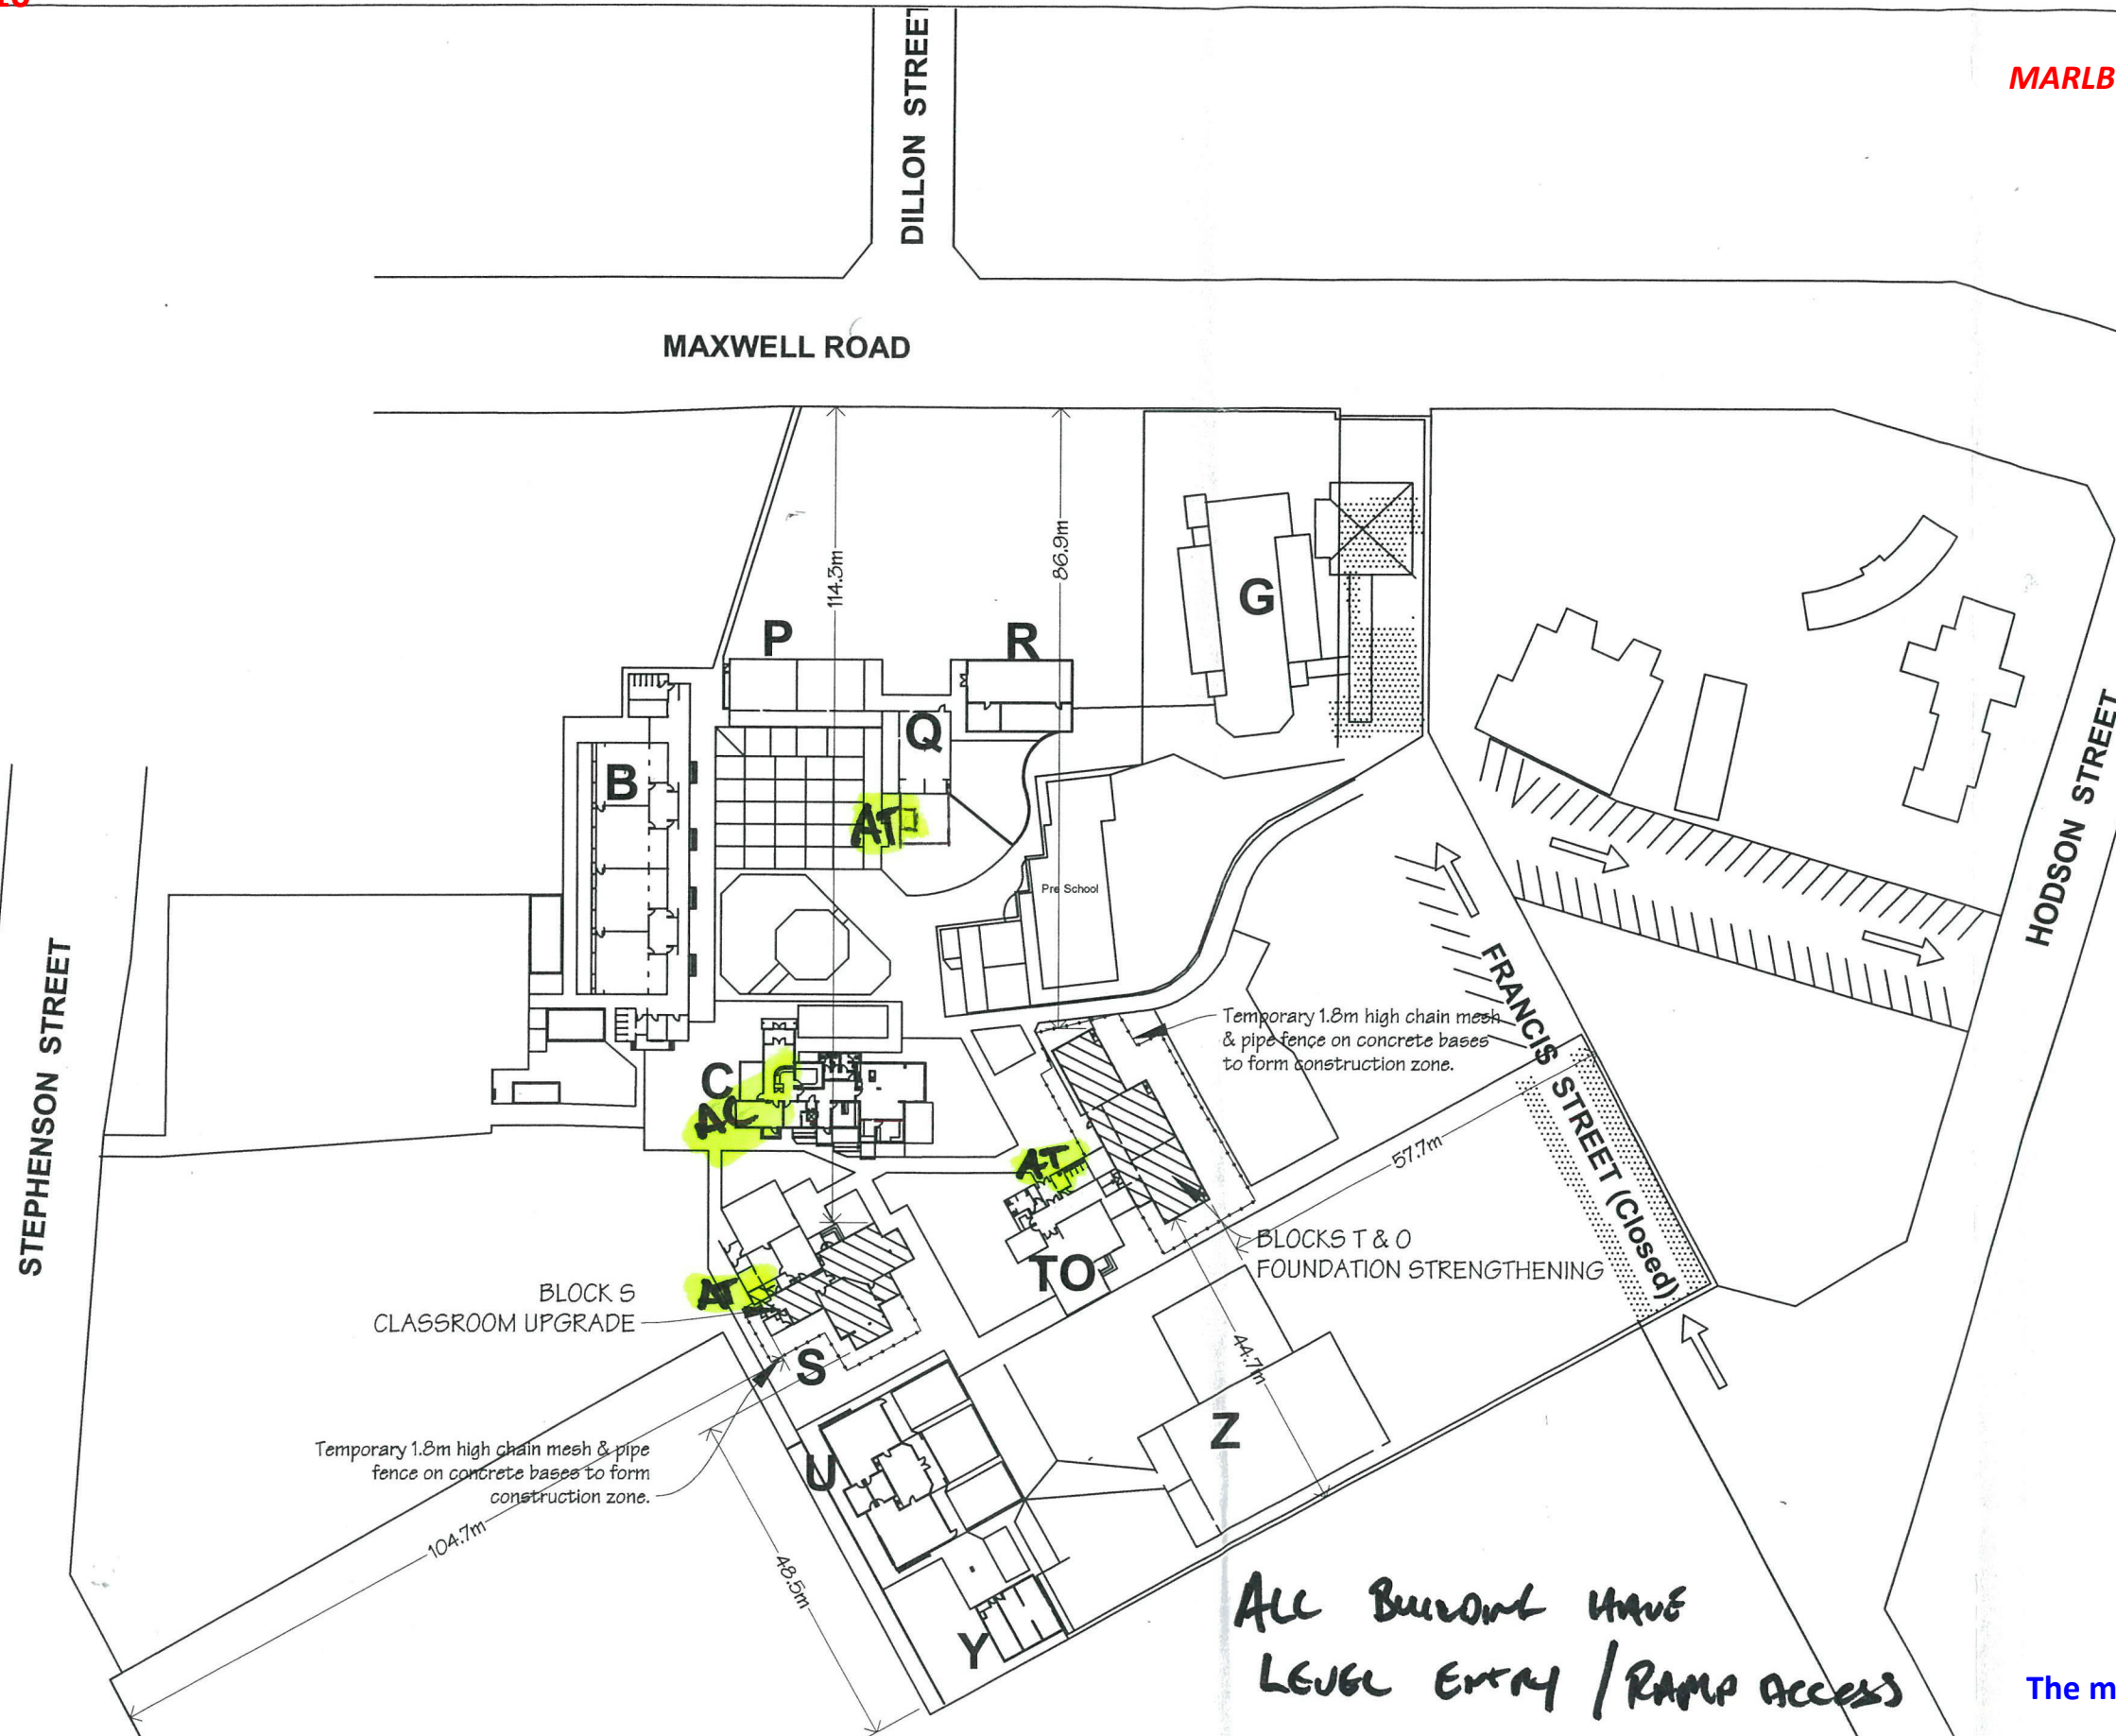 DILLON STREET
MARLB
MAXWELL ROAD
114.3m
86.9m
G
P
R
Q
B
AT
Pre School
HODSON STREET
FRANCIS STREET (Closed)
STEPHENSON STREET
Temporary 1.8m high chain mesh
& pipe fence on concrete bases
to form construction zone.
C
AC
AT
57.7m
TO
BLOCKS T & O
FOUNDATION STRENGTHENING
AT
BLOCK S
CLASSROOM UPGRADE
S
44.7m
Z
Temporary 1.8m high chain mesh & pipe
fence on concrete bases to form
construction zone.
U
104.7m
48.5m
Y
ALL BUILDING HAVE
LEVEL ENTRY / RAMP ACCESS
The m